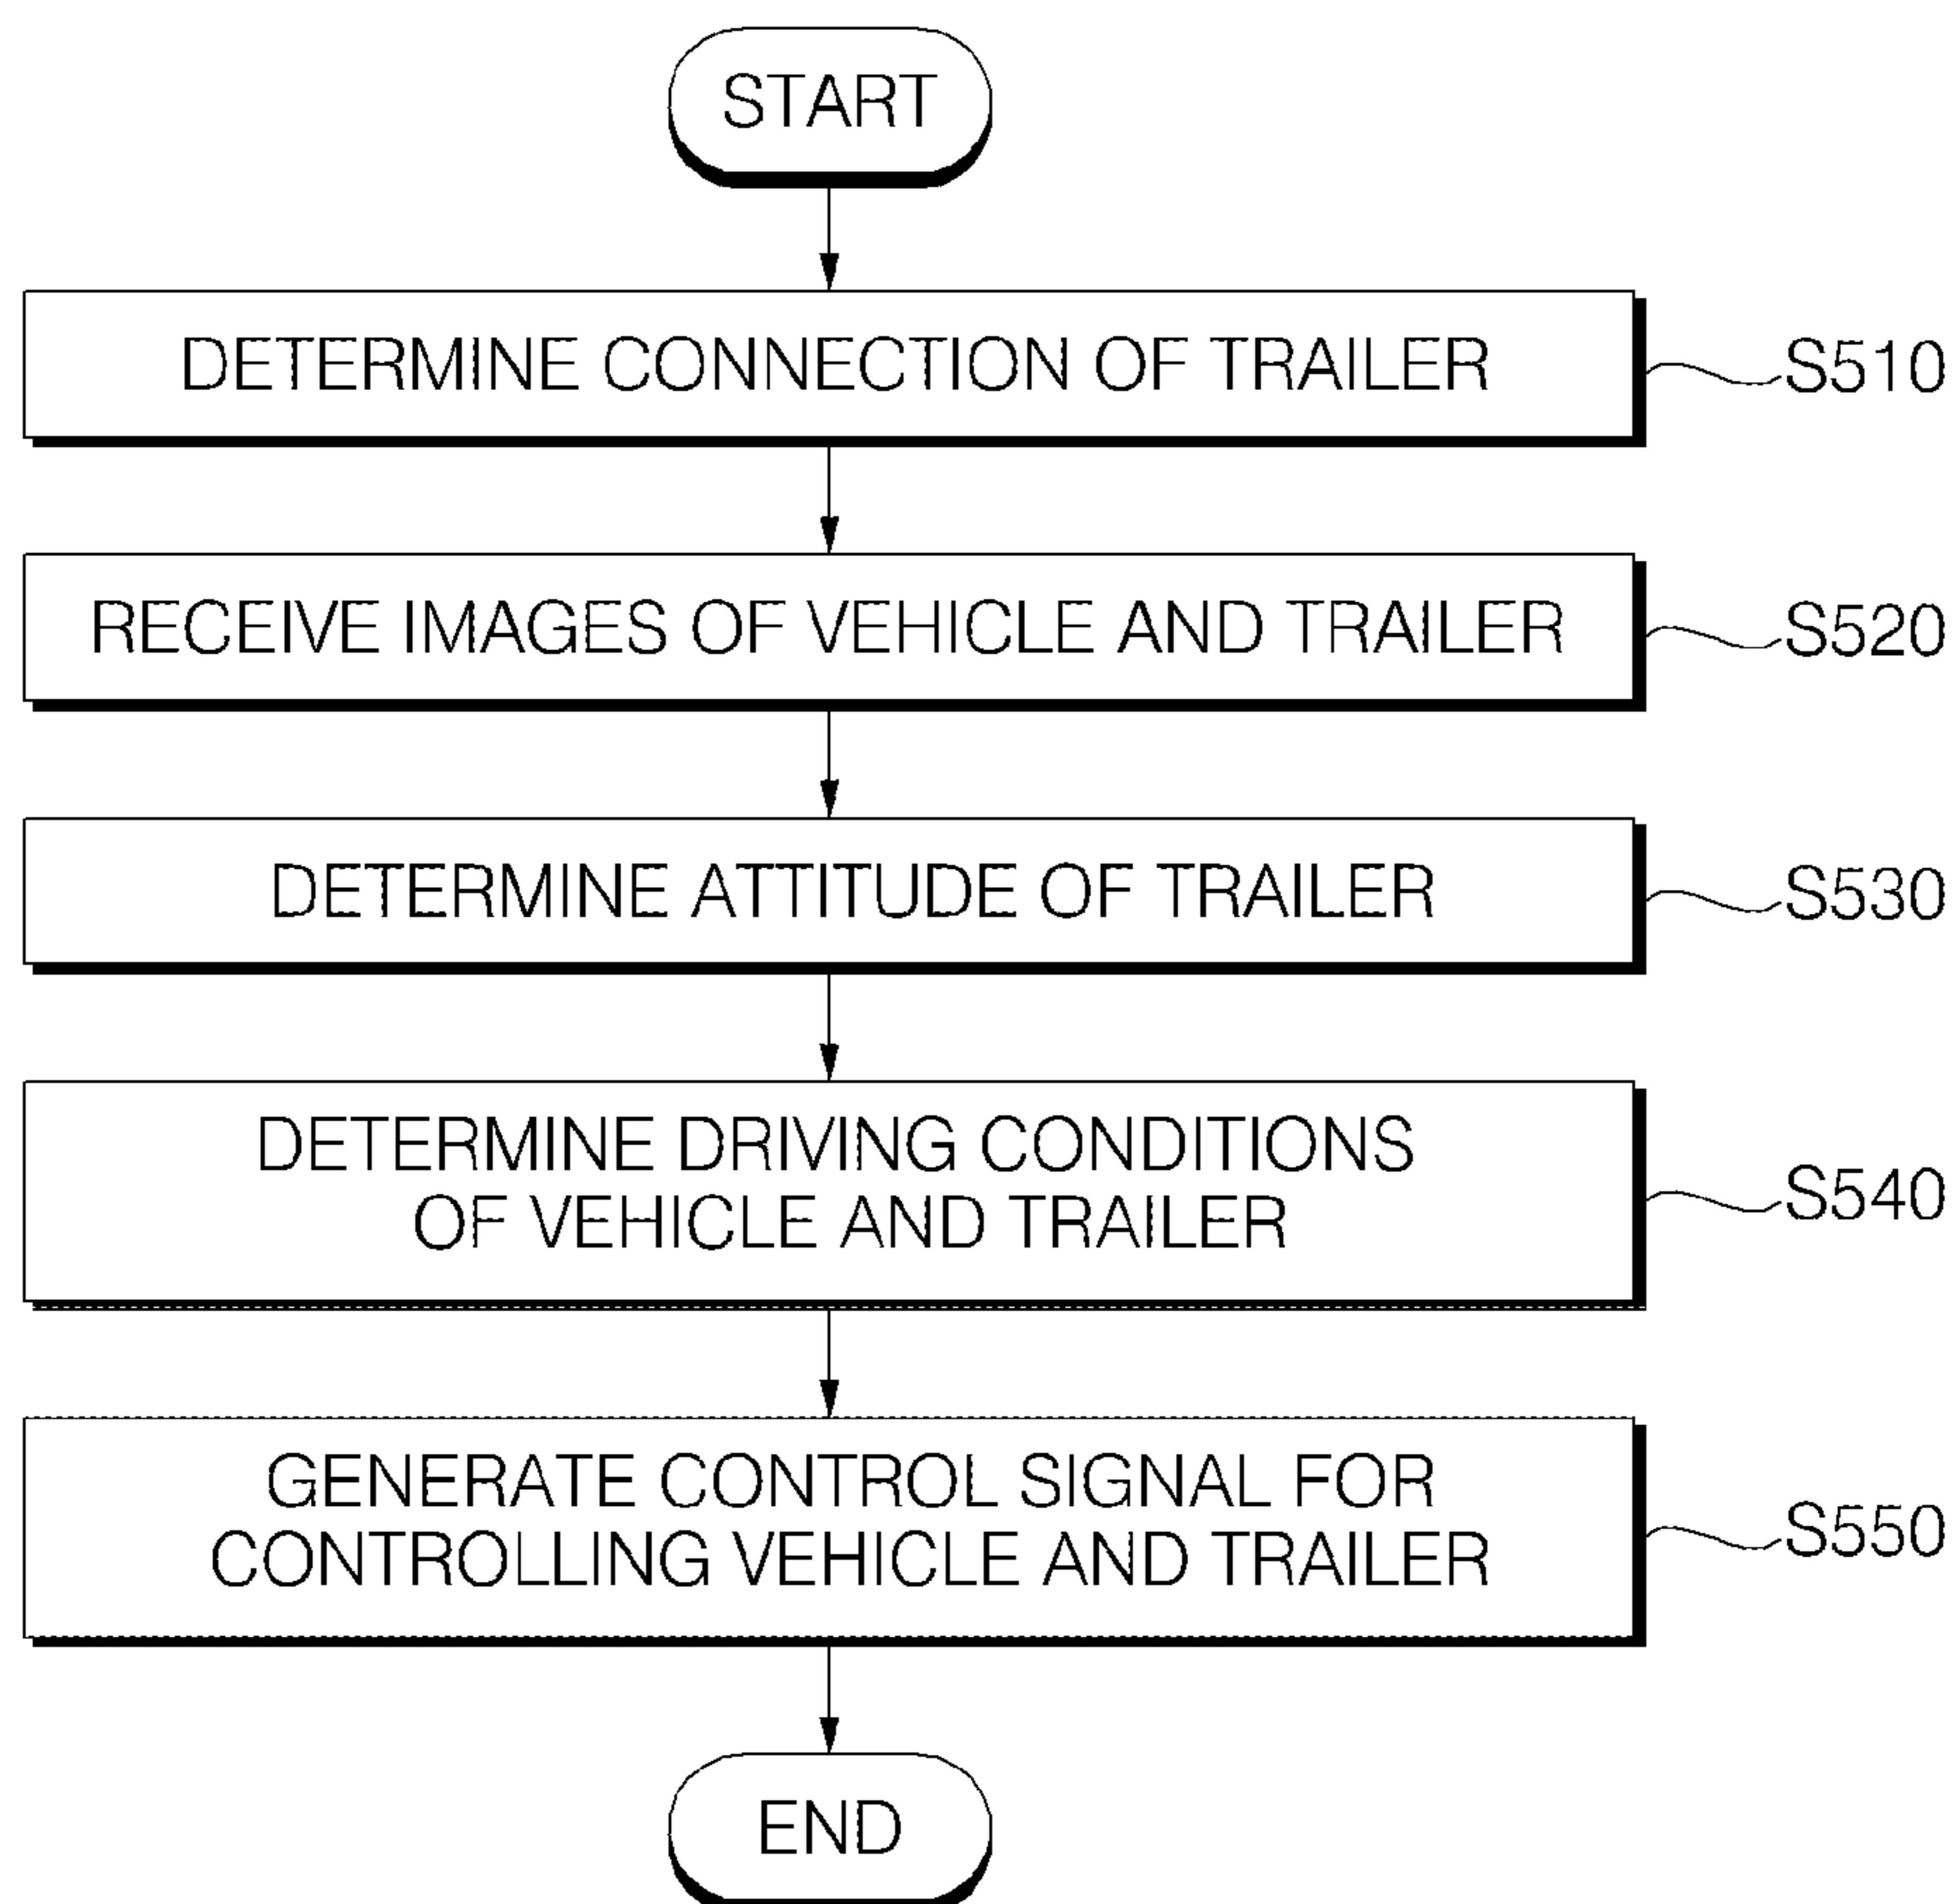 START
DETERMINE CONNECTION OF TRAILER
S510
RECEIVE IMAGES OF VEHICLE AND TRAILER
S520
DETERMINE ATTITUDE OF TRAILER
S530
DETERMINE DRIVING CONDITIONS
OF VEHICLE AND TRAILER
S540
GENERATE CONTROL SIGNAL FOR
CONTROLLING VEHICLE AND TRAILER
S550
END